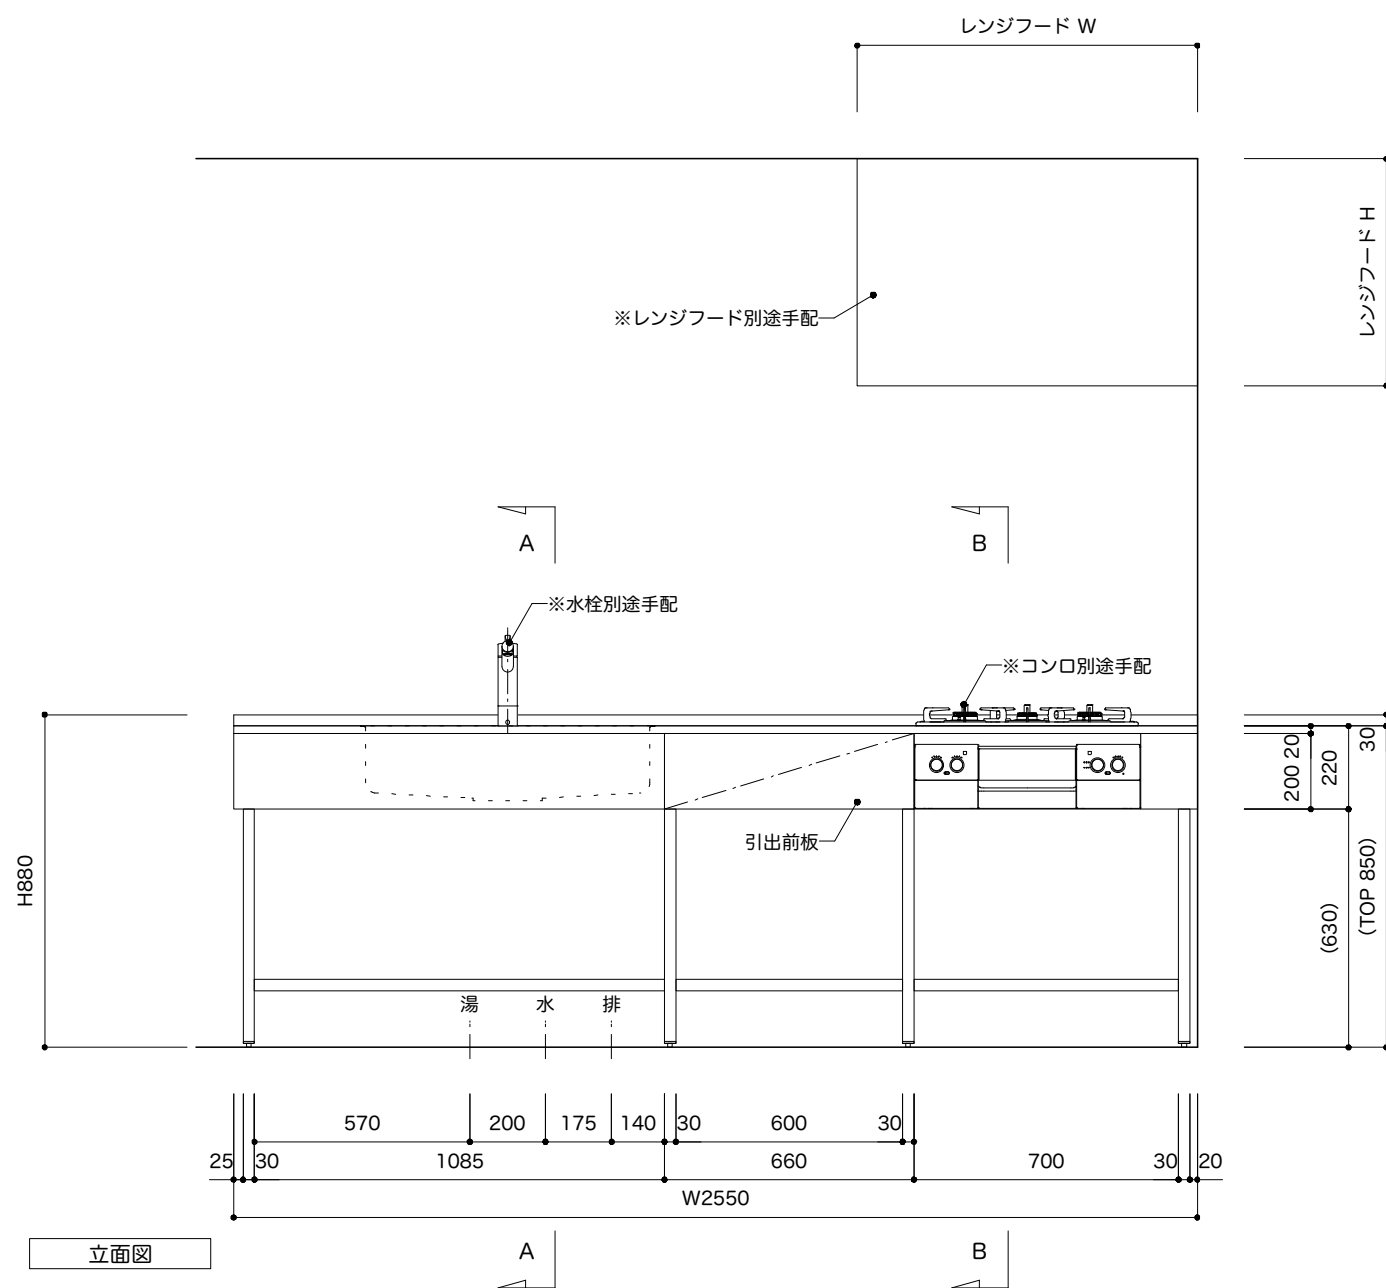 レンジフード W
レンジフード H
※レンジフード別途手配
A
B
※水栓別途手配
※コンロ別途手配
20
200
220
30
引出前板
H880
(630)
(TOP 850)
湯
水
排
570
200
175
140
30
600
30
25
30
1085
660
700
30
20
W2550
立面図
A
B